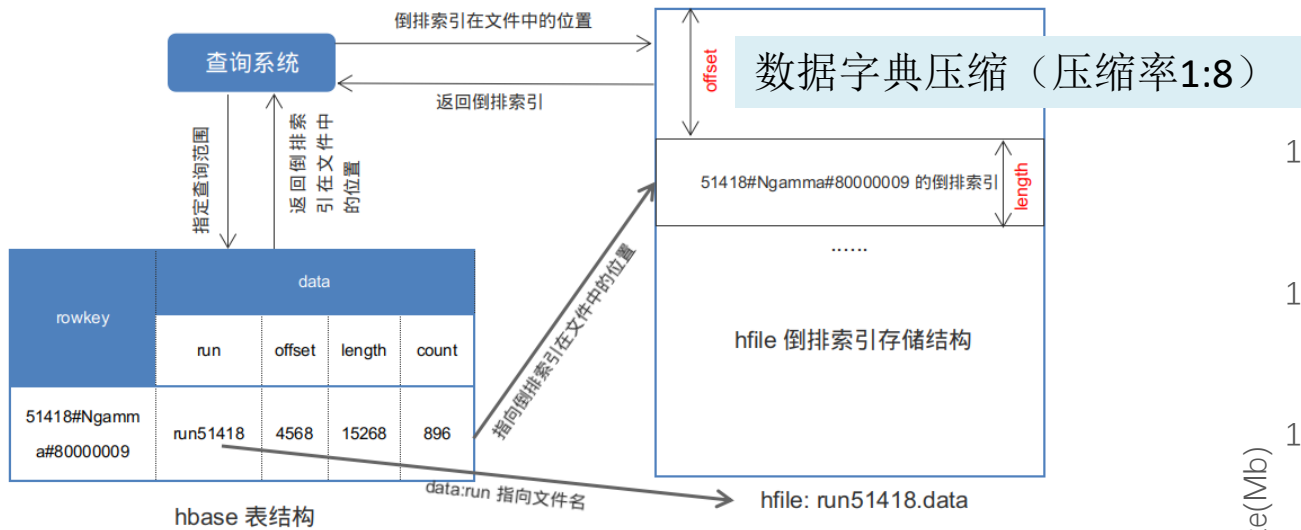 倒排索引在文件中的位置
查询系统
返回倒排索引
数据字典压缩（压缩率1:8）
offset
指定查询范围
返回倒排索
引在文件中
的位置
51418#Ngamma#80000009 的倒排索引
length
......
指向倒排索引在文件中的位置
hfile 倒排索引存储结构
rowkey
data
run
offset
length
count
51418#Ngamm
a#80000009
run51418
4568
15268
896
data:run 指向文件名
hfile: run51418.data
hbase 表结构
1
1
1
e(Mb)